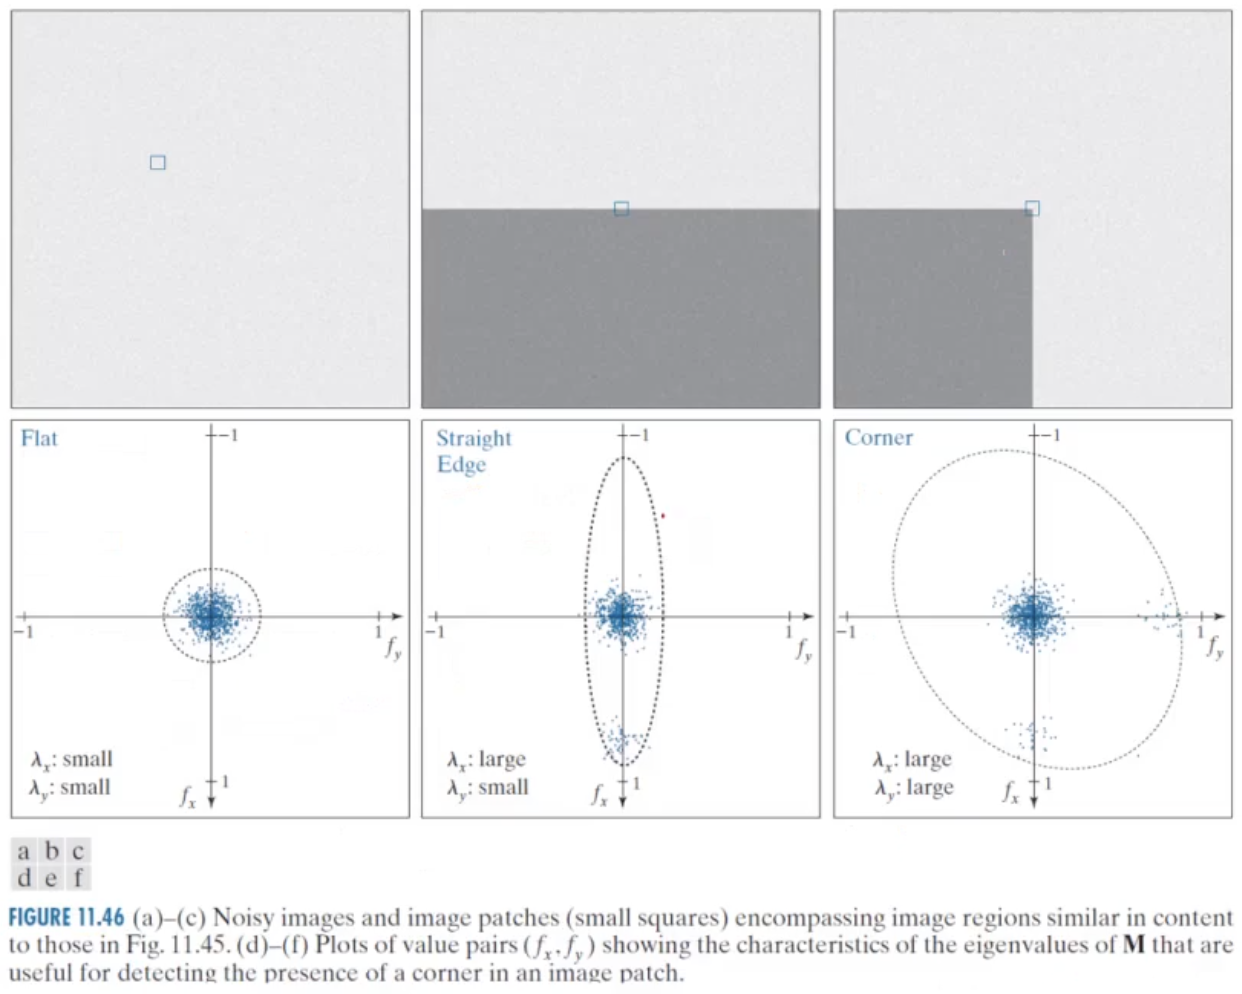 Flat
−1
−1
1
f_y
λ_x: small
λ_y: small
f_x
1
Straight
Edge
−1
−1
1
f_y
λ_x: large
λ_y: small
f_x
1
Corner
−1
−1
1
f_y
λ_x: large
λ_y: large
f_x
1
a b c
d e f
FIGURE 11.46 (a)–(c) Noisy images and image patches (small squares) encompassing image regions similar in content
to those in Fig. 11.45. (d)–(f) Plots of value pairs (f_x, f_y) showing the characteristics of the eigenvalues of M that are
useful for detecting the presence of a corner in an image patch.